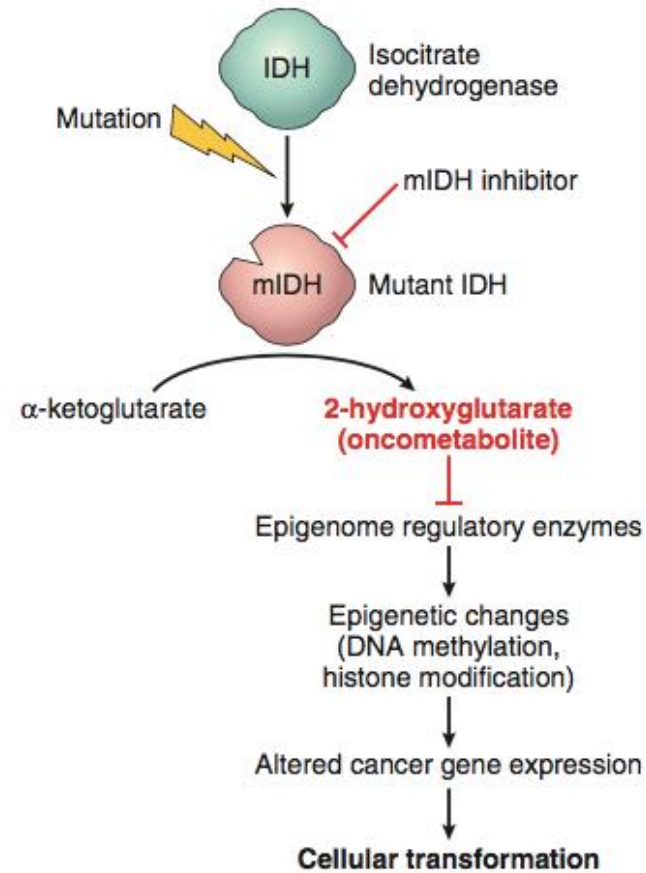 IDH
Isocitrate
dehydrogenase
Mutation
mIDH inhibitor
mIDH
Mutant IDH
α-ketoglutarate
2-hydroxyglutarate
(oncometabolite)
Epigenome regulatory enzymes
Epigenetic changes
(DNA methylation,
histone modification)
Altered cancer gene expression
Cellular transformation